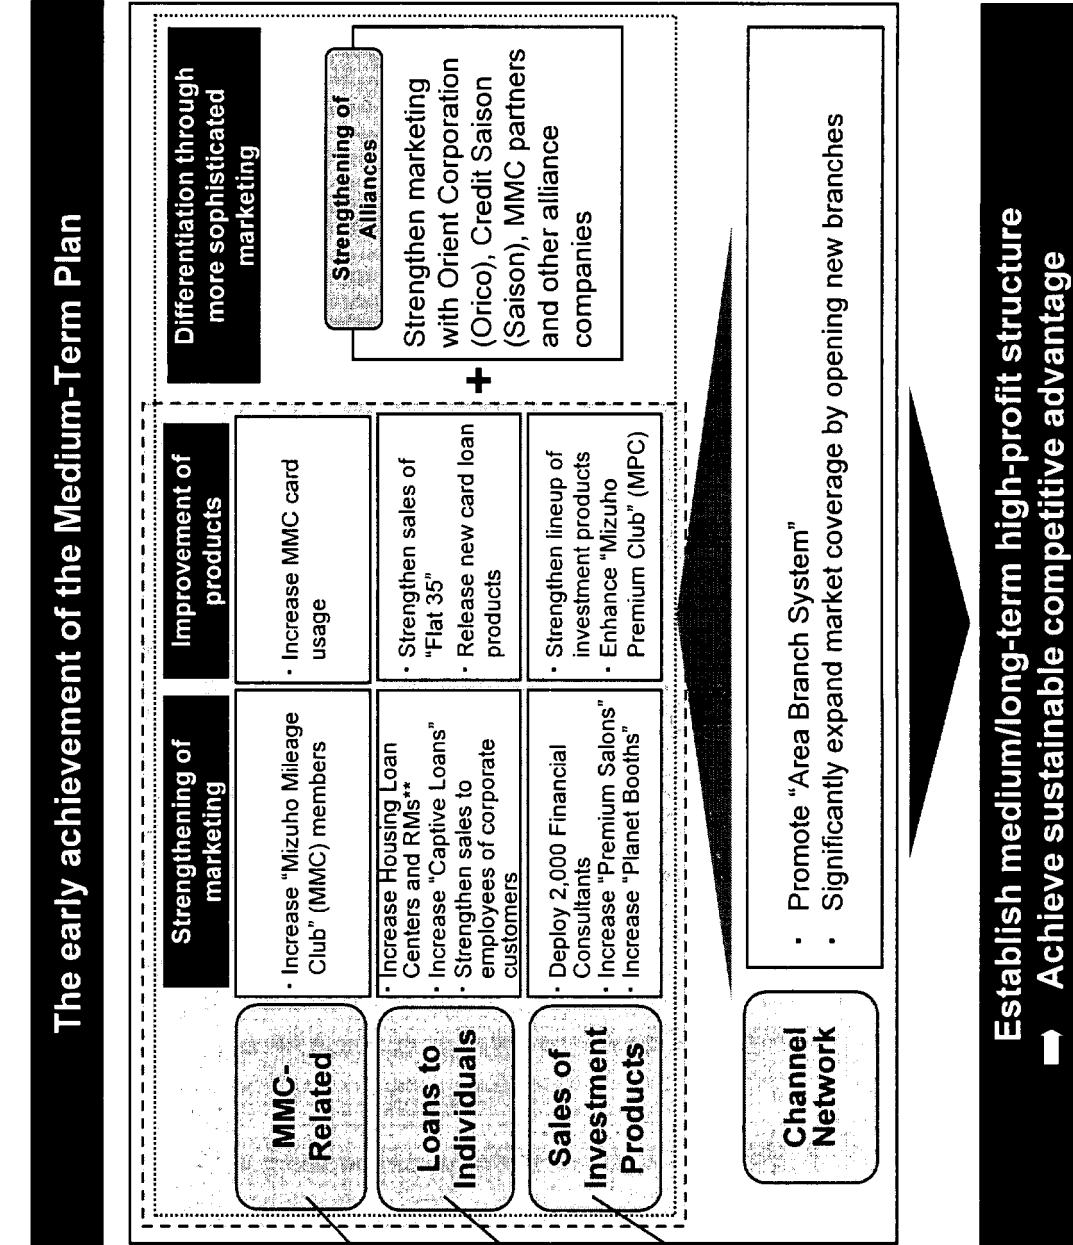 The early achievement of the Medium-Term Plan
Strengthening of
marketing
Improvement of
products
Differentiation through
more sophisticated
marketing
MMC-
Related
· Increase “Mizuho Mileage
Club” (MMC) members
· Increase MMC card
usage
Loans to
Individuals
· Increase Housing Loan
Centers and RMs**
· Increase “Captive Loans”
· Strengthen sales to
employees of corporate
customers
· Strengthen sales of
“Flat 35”
· Release new card loan
products
Sales of
Investment
Products
· Deploy 2,000 Financial
Consultants
· Increase “Premium Salons”
· Increase “Planet Booths”
· Strengthen lineup of
investment products
· Enhance “Mizuho
Premium Club” (MPC)
+
Strengthening of
Alliances
Strengthen marketing
with Orient Corporation
(Orico), Credit Saison
(Saison), MMC partners
and other alliance
companies
Channel
Network
· Promote “Area Branch System”
· Significantly expand market coverage by opening new branches
Establish medium/long-term high-profit structure
➡ Achieve sustainable competitive advantage